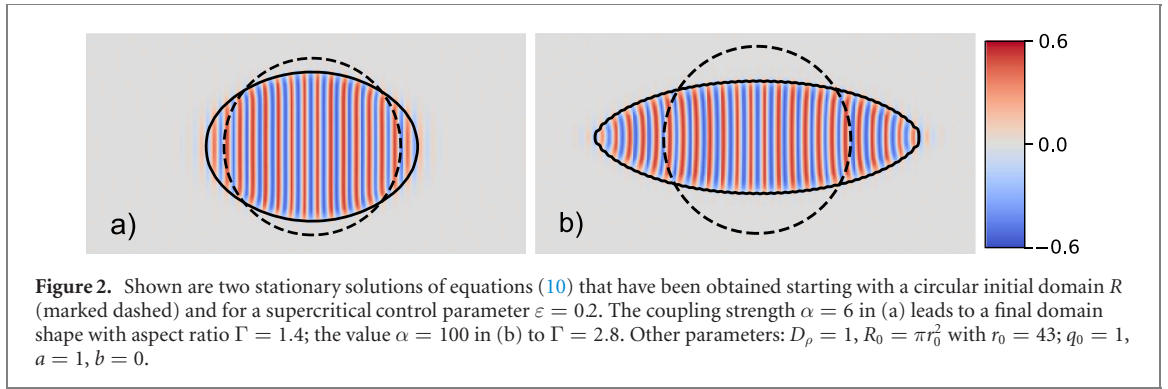 a)
b)
0.6
0.0
−0.6
Figure 2. Shown are two stationary solutions of equations (10) that have been obtained starting with a circular initial domain R
(marked dashed) and for a supercritical control parameter ε = 02. The coupling strength α = 6 in (a) leads to a final domain
shape with aspect ratio Γ = 1.4; the value α = 100 in (b) to Γ = 2.8. Other parameters: D_ρ = 1, R₀ = πr₀² with r₀ = 43; q₀ = 1,
a = 1, b = 0.